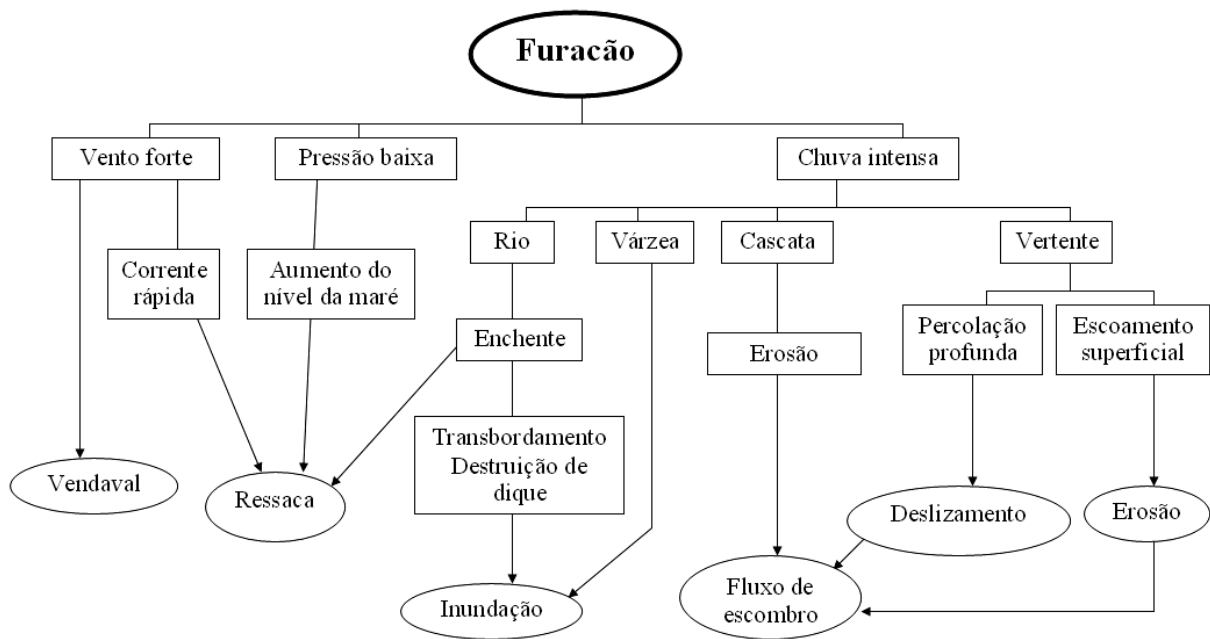 Furacão
Vento forte
Pressão baixa
Chuva intensa
Rio
Várzea
Cascata
Vertente
Corrente
rápida
Aumento do
nível da maré
Enchente
Erosão
Percolação
profunda
Escoamento
superficial
Transbordamento
Destruição de
dique
Vendaval
Ressaca
Deslizamento
Erosão
Inundação
Fluxo de
escombro